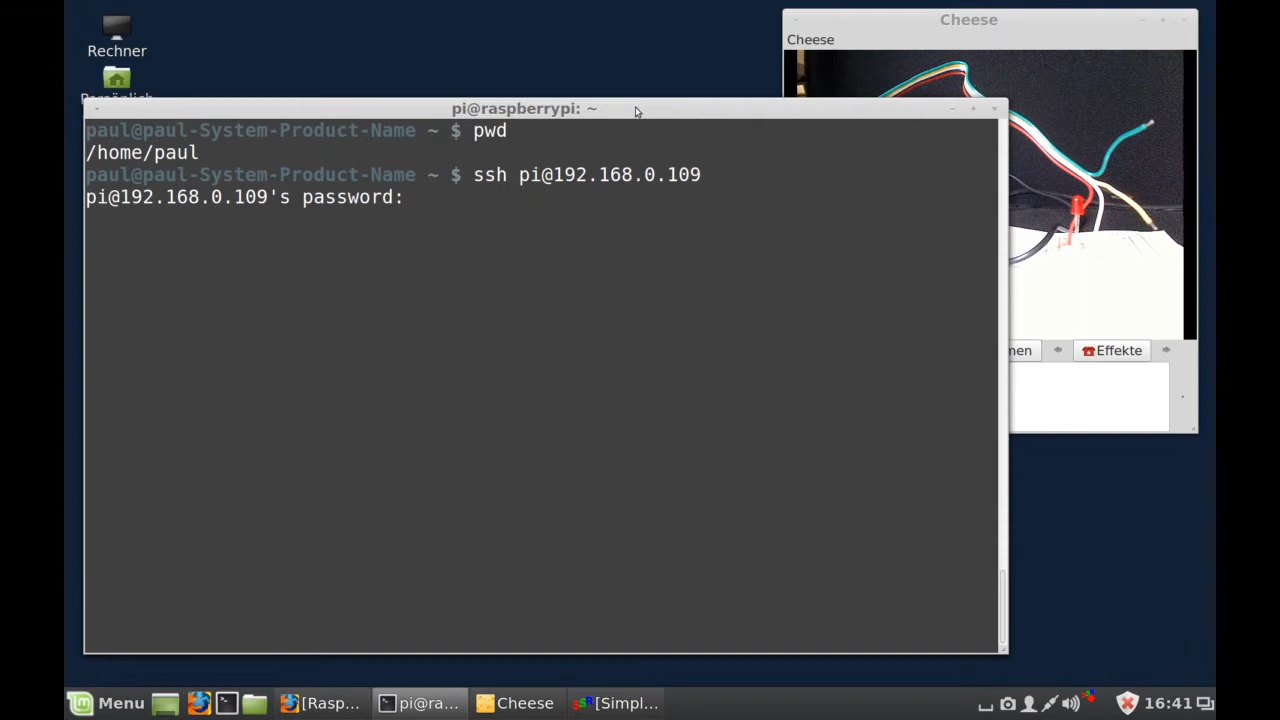 Rechner
Persönlich...
Cheese
Cheese
pi@raspberrypi: ~
paul@paul-System-Product-Name ~ $ pwd
/home/paul
paul@paul-System-Product-Name ~ $ ssh pi@192.168.0.109
pi@192.168.0.109's password:
men
Effekte
Menu
[Rasp...
pi@ra...
Cheese
[Simpl...
16:41